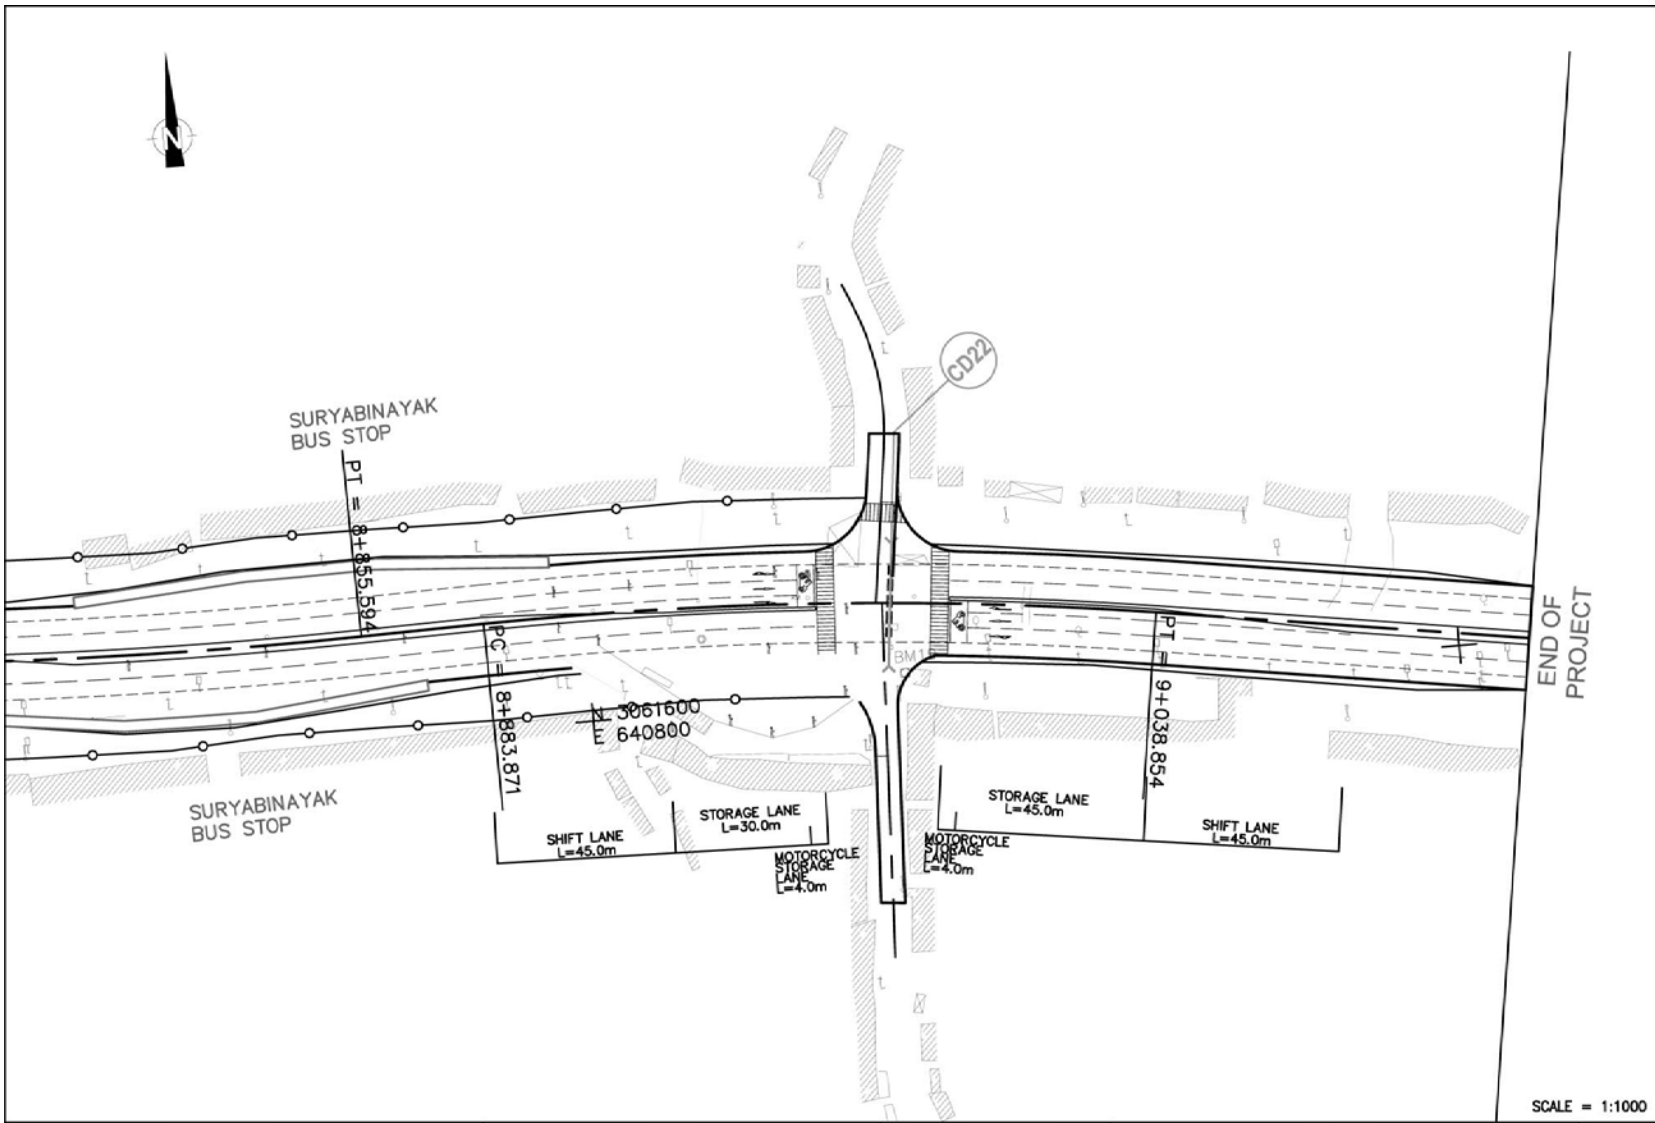 N
CD22
SURYABINAYAK
BUS STOP
PT = 8+855.594
PC = 8+883.871
BM1
N 3061600
E 640800
PT = 9+038.854
END OF
PROJECT
SURYABINAYAK
BUS STOP
SHIFT LANE
L=45.0m
STORAGE LANE
L=30.0m
MOTORCYCLE
STORAGE
LANE
L=4.0m
STORAGE LANE
L=45.0m
MOTORCYCLE
STORAGE
LANE
L=4.0m
SHIFT LANE
L=45.0m
SCALE = 1:1000